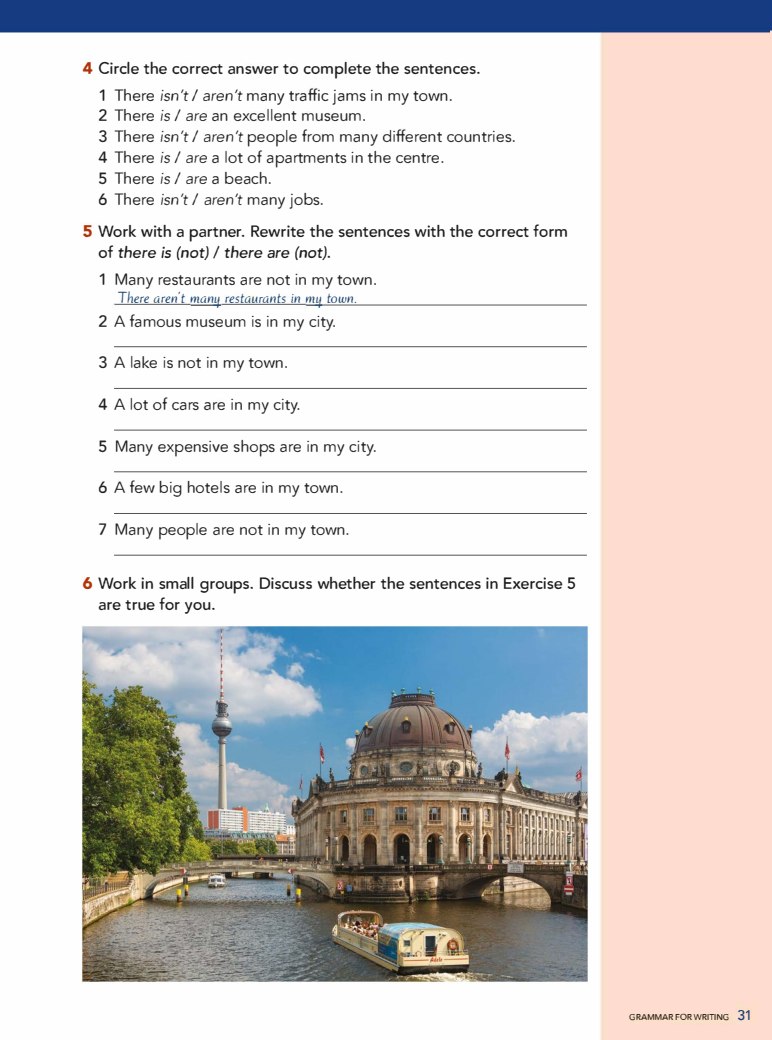 4 Circle the correct answer to complete the sentences.
1 There isn't / aren't many traffic jams in my town.
2 There is / are an excellent museum.
3 There isn't / aren't people from many different countries.
4 There is / are a lot of apartments in the centre.
5 There is / are a beach.
6 There isn't / aren't many jobs.
5 Work with a partner. Rewrite the sentences with the correct form
of there is (not) / there are (not).
1 Many restaurants are not in my town.
There aren't many restaurants in my town.
2 A famous museum is in my city.
3 A lake is not in my town.
4 A lot of cars are in my city.
5 Many expensive shops are in my city.
6 A few big hotels are in my town.
7 Many people are not in my town.
6 Work in small groups. Discuss whether the sentences in Exercise 5
are true for you.
GRAMMAR FOR WRITING 31